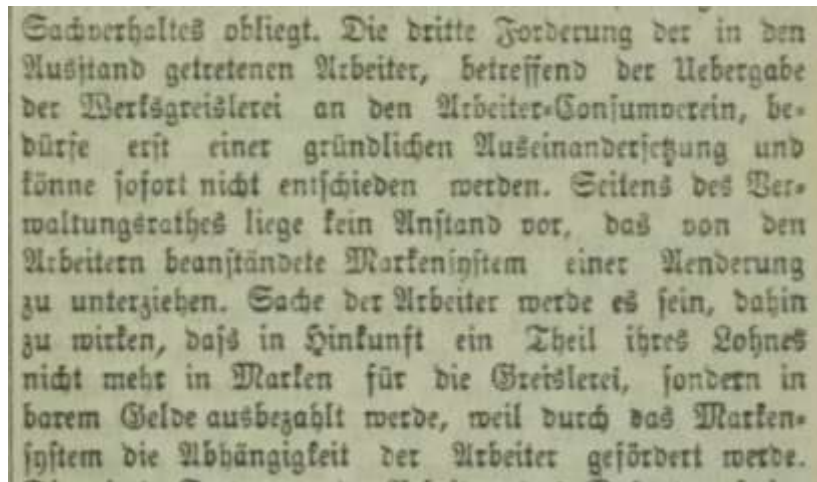 Sachverhaltes obliegt. Die dritte Forderung der in den
Ausstand getretenen Arbeiter, betreffend der Uebergabe
der Werksgreislerei an den Arbeiter-Consumverein, be-
dürfe erst einer gründlichen Auseinandersetzung und
könne sofort nicht entschieden werden. Seitens des Ver-
waltungsrathes liege kein Anstand vor, das von den
Arbeitern beanständete Markensystem einer Aenderung
zu unterziehen. Sache der Arbeiter werde es sein, dahin
zu wirken, dass in Hinkunft ein Theil ihres Lohnes
nicht mehr in Marken für die Greislerei, sondern in
barem Gelde ausbezahlt werde, weil durch das Marken-
system die Abhängigkeit der Arbeiter gefördert werde.